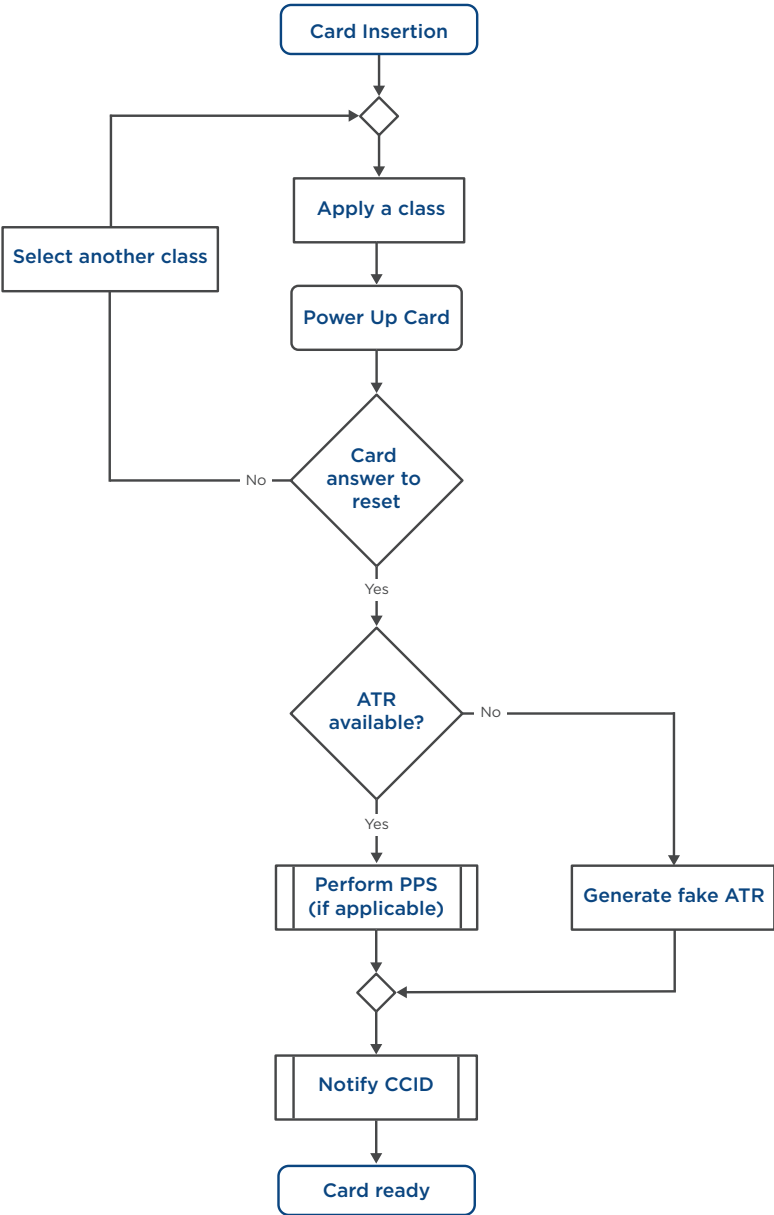 Card Insertion
Apply a class
Select another class
Power Up Card
Card
answer to
reset
No
Yes
ATR
available?
No
Yes
Perform PPS
(if applicable)
Generate fake ATR
Notify CCID
Card ready